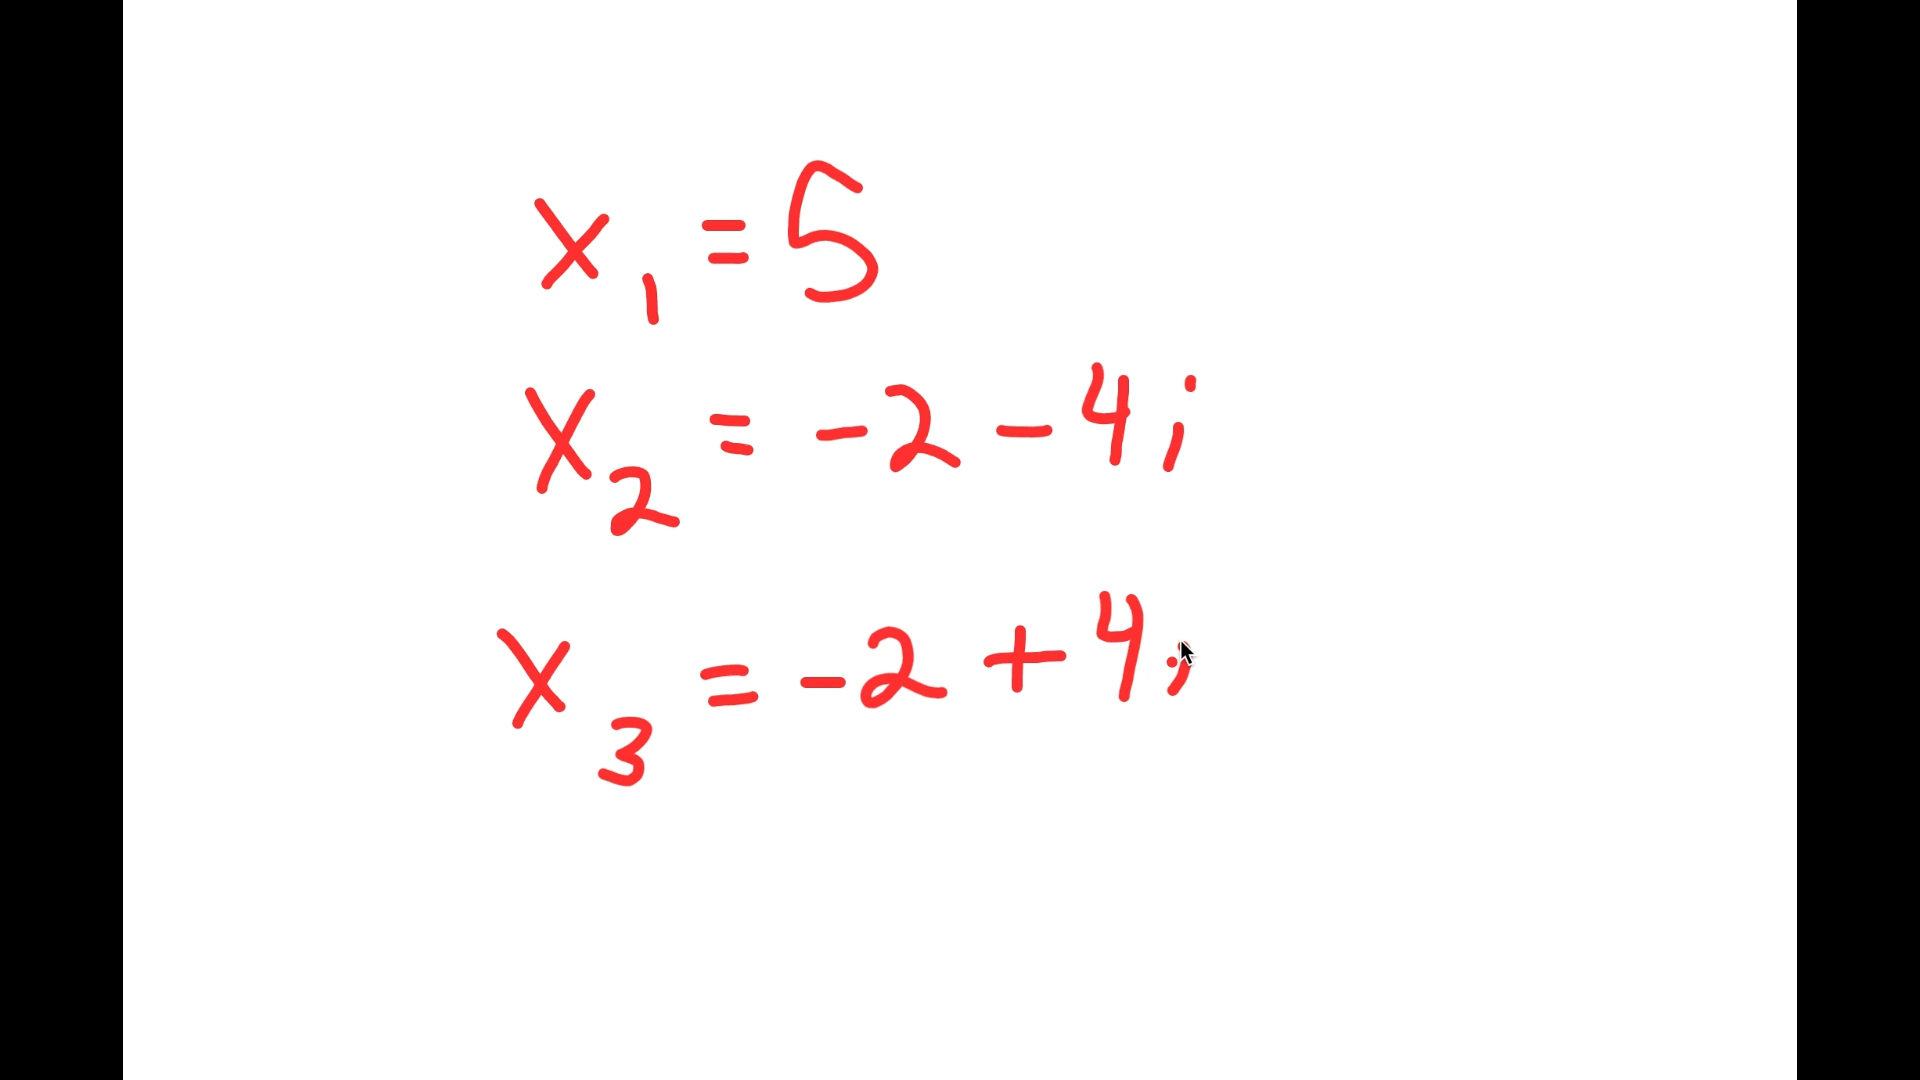 x₁ = 5
x₂ = -2 - 4i
x₃ = -2 + 4i